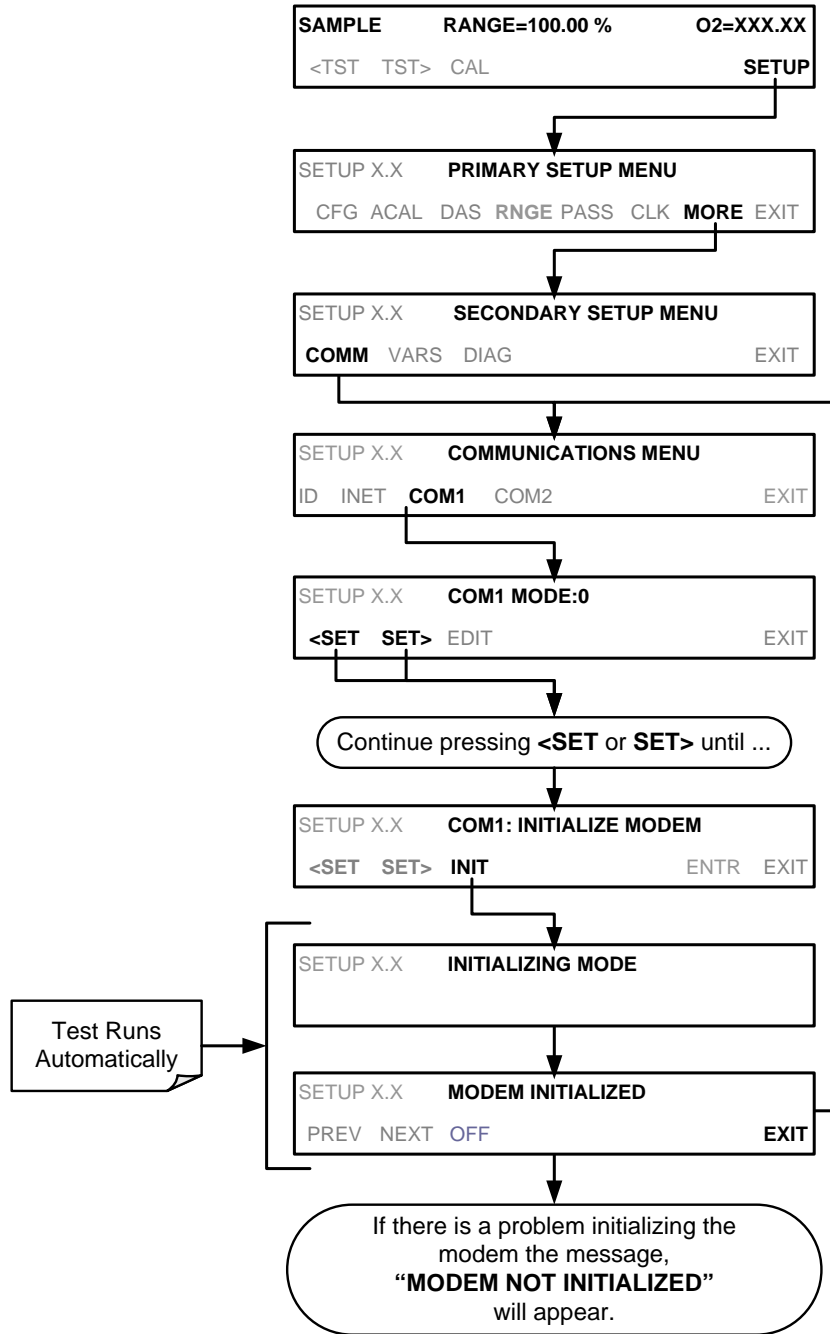 SAMPLE RANGE=100.00 % O2=XXX.XX
<TST TST> CAL SETUP
SETUP X.X PRIMARY SETUP MENU
CFG ACAL DAS RNGE PASS CLK MORE EXIT
SETUP X.X SECONDARY SETUP MENU
COMM VARS DIAG EXIT
SETUP X.X COMMUNICATIONS MENU
ID INET COM1 COM2 EXIT
SETUP X.X COM1 MODE:0
<SET SET> EDIT EXIT
Continue pressing <SET or SET> until ...
SETUP X.X COM1: INITIALIZE MODEM
<SET SET> INIT ENTR EXIT
SETUP X.X INITIALIZING MODE
Test Runs
Automatically
SETUP X.X MODEM INITIALIZED
PREV NEXT OFF EXIT
If there is a problem initializing the
modem the message,
“MODEM NOT INITIALIZED”
will appear.